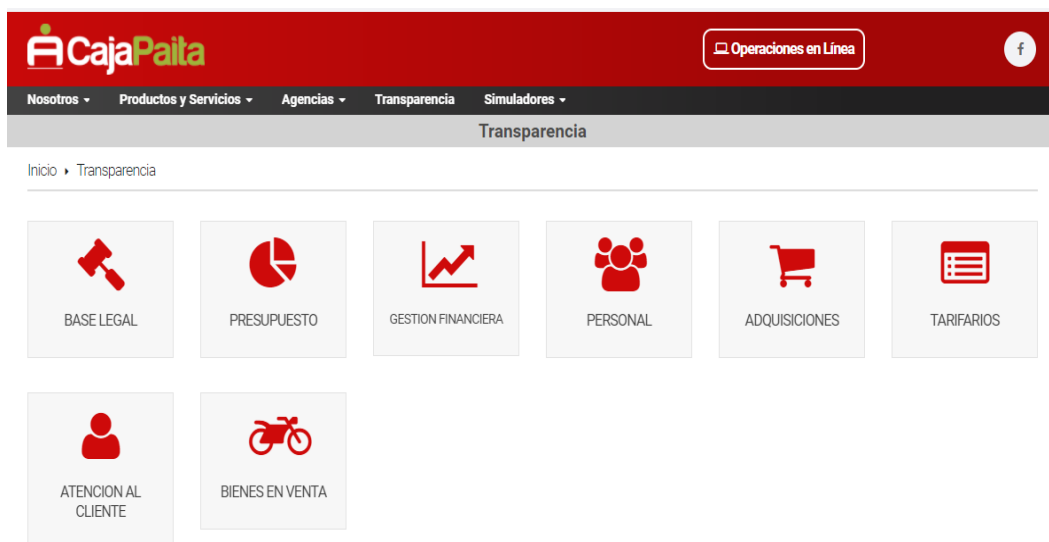 CajaPaita
Operaciones en Línea
f
Nosotros Productos y Servicios Agencias Transparencia Simuladores
Transparencia
Inicio Transparencia
BASE LEGAL
PRESUPUESTO
GESTION FINANCIERA
PERSONAL
ADQUISICIONES
TARIFARIOS
ATENCION AL
CLIENTE
BIENES EN VENTA